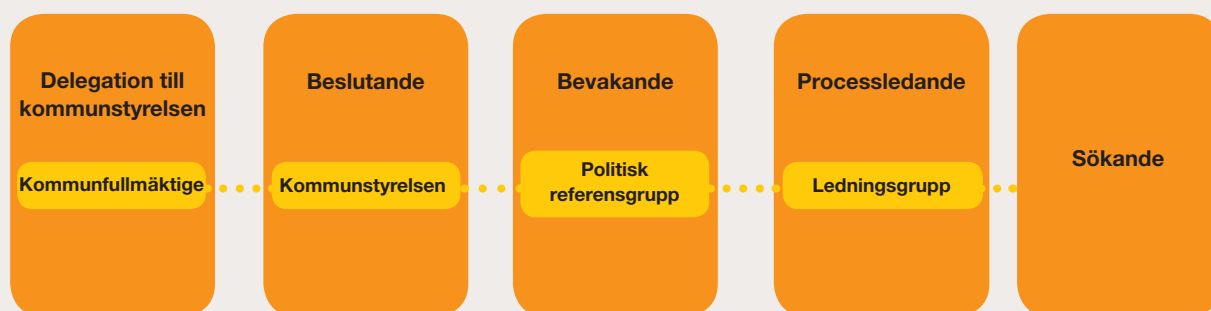 Delegation till
kommunstyrelsen
Kommunfullmäktige
Beslutande
Kommunstyrelsen
Bevakande
Politisk
referensgrupp
Processledande
Ledningsgrupp
Sökande